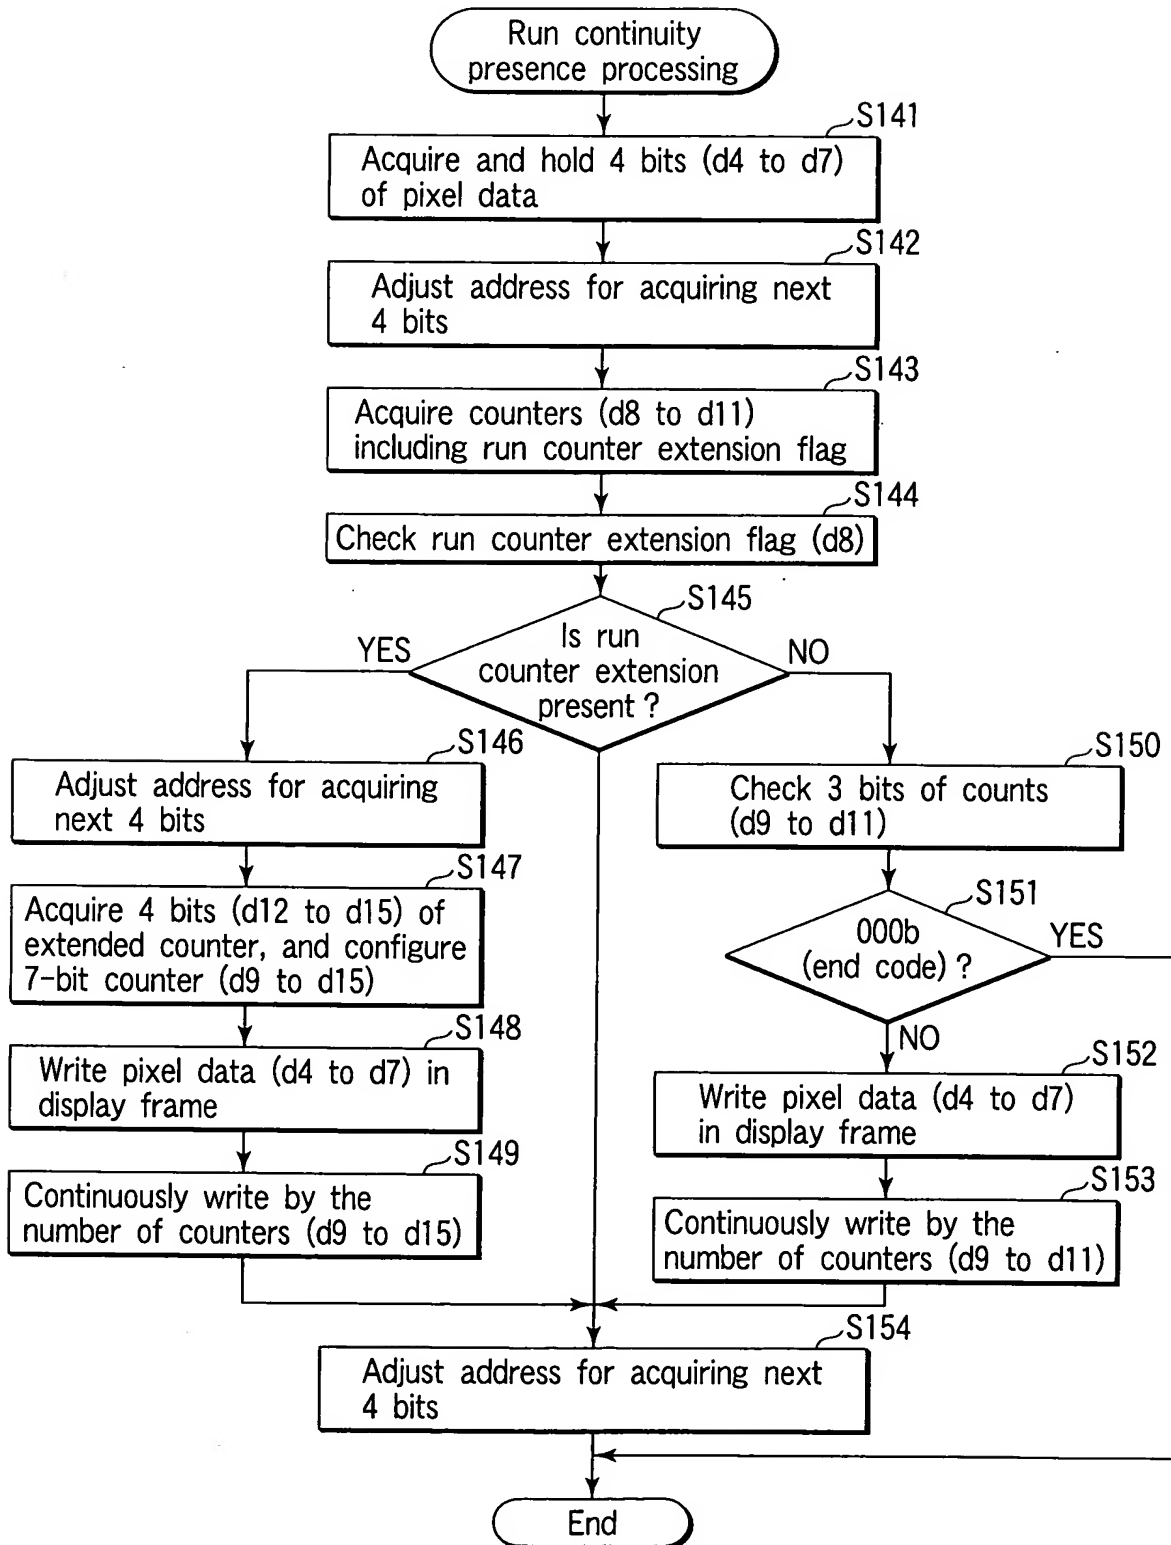 Run continuity
presence processing
S141
Acquire and hold 4 bits (d4 to d7)
of pixel data
S142
Adjust address for acquiring next
4 bits
S143
Acquire counters (d8 to d11)
including run counter extension flag
S144
Check run counter extension flag (d8)
S145
Is run
counter extension
present ?
YES
NO
S146
Adjust address for acquiring
next 4 bits
S147
Acquire 4 bits (d12 to d15) of
extended counter, and configure
7-bit counter (d9 to d15)
S148
Write pixel data (d4 to d7) in
display frame
S149
Continuously write by the
number of counters (d9 to d15)
S150
Check 3 bits of counts
(d9 to d11)
S151
000b
(end code) ?
YES
NO
S152
Write pixel data (d4 to d7)
in display frame
S153
Continuously write by the
number of counters (d9 to d11)
S154
Adjust address for acquiring next
4 bits
End